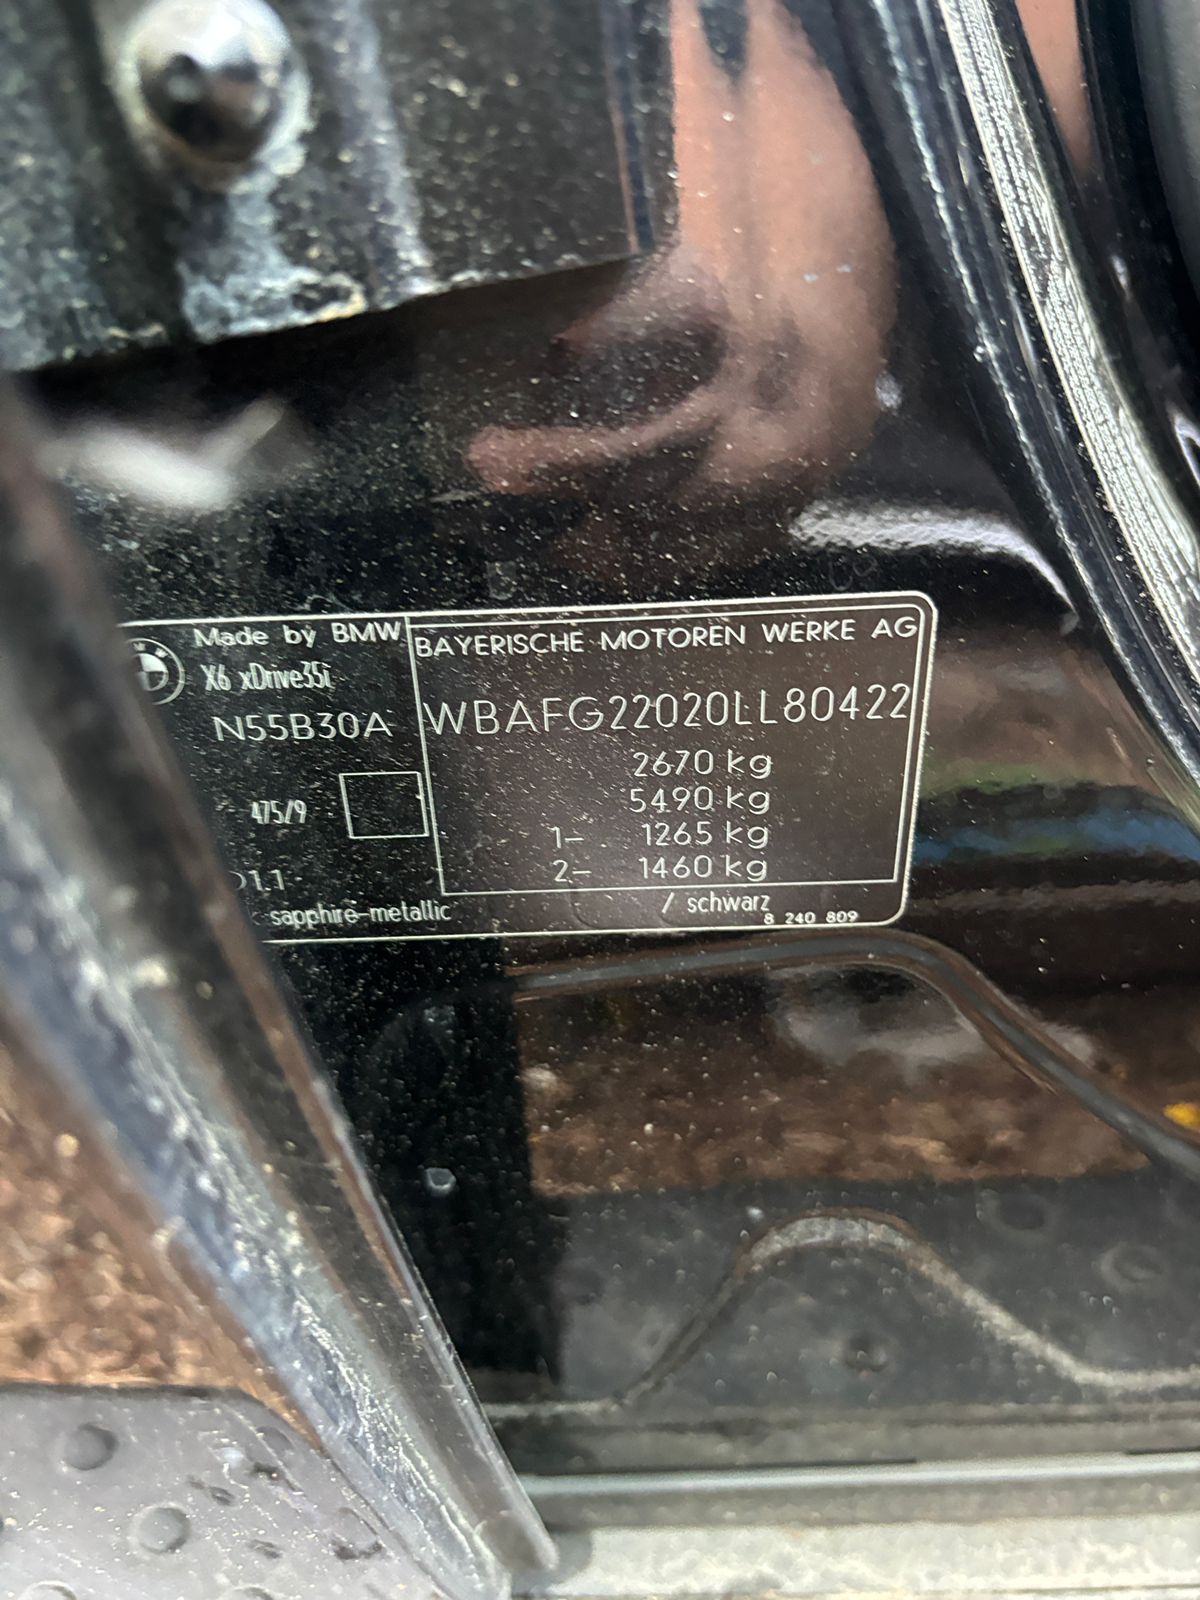 Made by BMW
X6 xDrive35i
N55B30A
475/9
BAYERISCHE MOTOREN WERKE AG
WBAFG22020LL80422
2670 kg
5490 kg
1- 1265 kg
2- 1460 kg
sapphire-metallic / schwarz
8 240 809